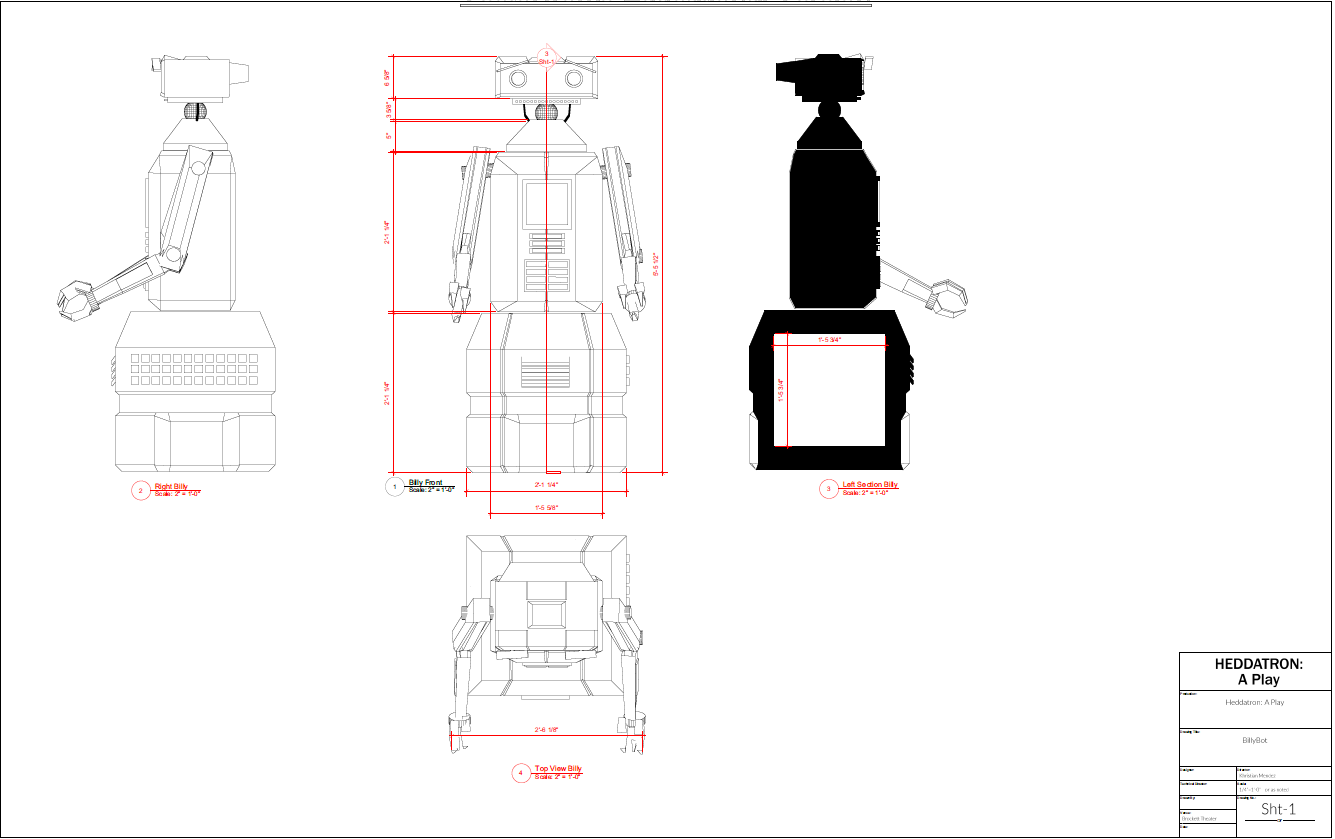 3
Sht-1
6 5/8"
3 5/8"
5"
2'-1 1/4"
5'-5 1/2"
2'-1 1/4"
1'-5 3/4"
1'-5 3/4"
2
Right Billy
Scale: 2" = 1'-0"
1
Billy Front
Scale: 2" = 1'-0"
2'-1 1/4"
1'-5 5/8"
3
Left Section Billy
Scale: 2" = 1'-0"
2'-6 1/8"
4
Top View Billy
Scale: 2" = 1'-0"
HEDDATRON:
A Play
Production:
Heddatron: A Play
Drawing Title:
BillyBot
Designer:
Director:
Khristian Mendez
Technical Director:
Scale:
1/4"=1'-0" or as noted
Drawn By:
Drawing No.:
Sht-1
Venue:
Brockett Theater
OF
Date: